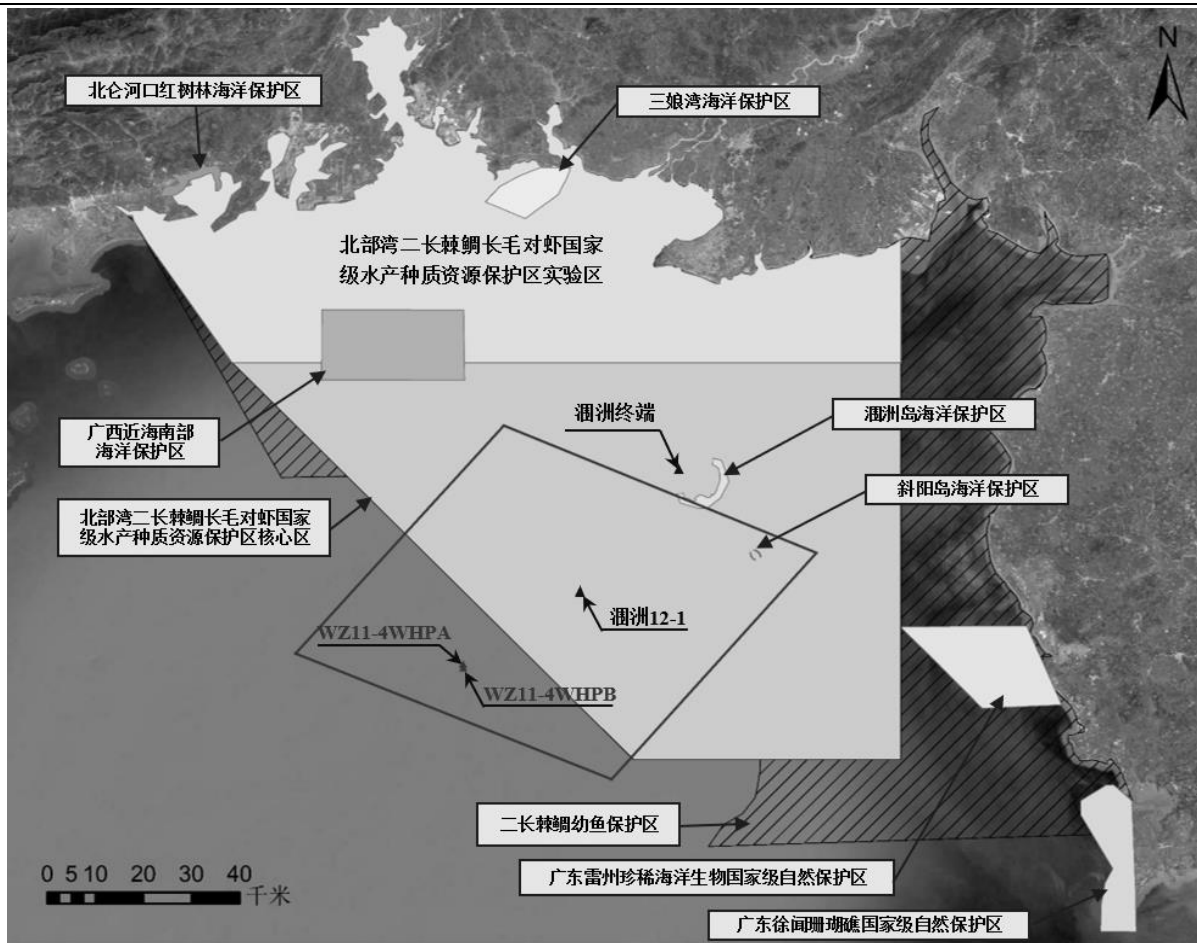 N
北仑河口红树林海洋保护区
三娘湾海洋保护区
北部湾二长棘鲷长毛对虾国家
级水产种质资源保护区实验区
广西近海南部
海洋保护区
涠洲终端
涠洲岛海洋保护区
斜阳岛海洋保护区
北部湾二长棘鲷长毛对虾国家
级水产种质资源保护区核心区
涠洲12-1
WZ11-4WHPA
WZ11-4WHPB
二长棘鲷幼鱼保护区
广东雷州珍稀海洋生物国家级自然保护区
广东徐闻珊瑚礁国家级自然保护区
0 5 10 20 30 40
千米